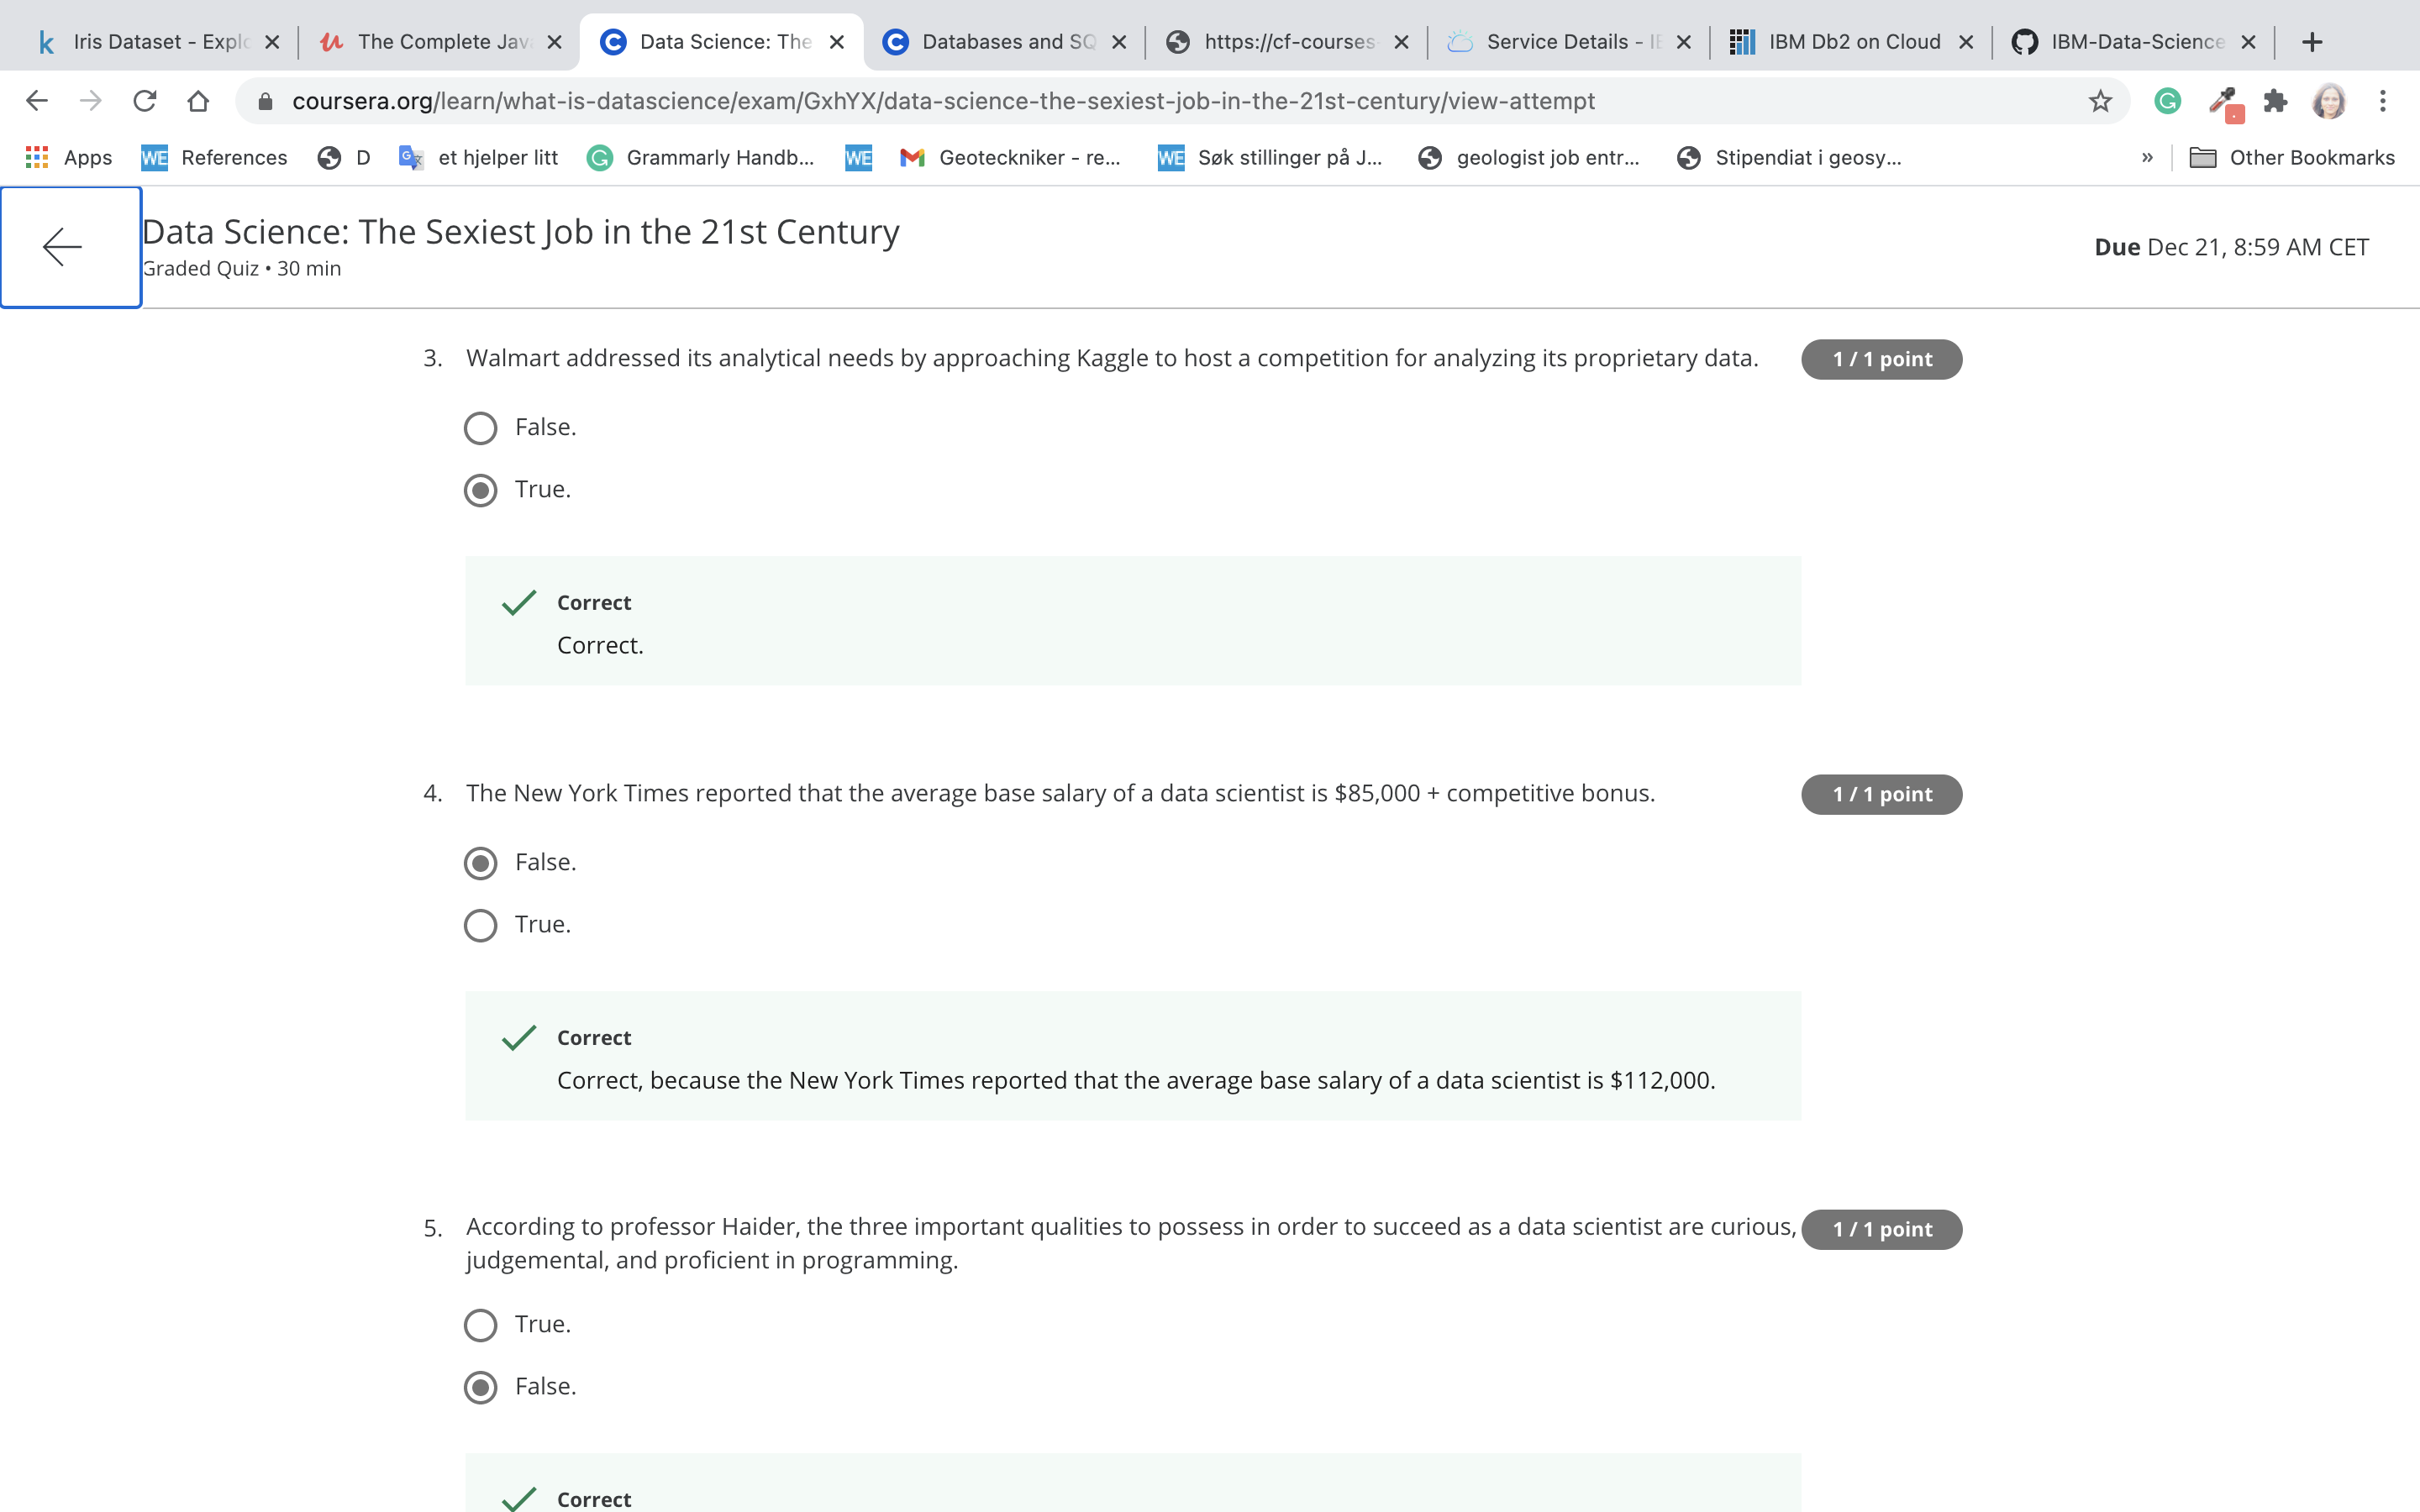 Iris Dataset - Explo
The Complete Jav
Data Science: The
Databases and SQ
https://cf-courses-
Service Details - IE
IBM Db2 on Cloud
IBM-Data-Science
coursera.org/learn/what-is-datascience/exam/GxhYX/data-science-the-sexiest-job-in-the-21st-century/view-attempt
Apps
WE References
D
et hjelper litt
Grammarly Handb...
WE
Geoteckniker - re...
WE Søk stillinger på J...
geologist job entr...
Stipendiat i geosy...
»
Other Bookmarks
Data Science: The Sexiest Job in the 21st Century
Graded Quiz • 30 min
Due Dec 21, 8:59 AM CET
3. Walmart addressed its analytical needs by approaching Kaggle to host a competition for analyzing its proprietary data.
1 / 1 point
False.
True.
Correct
Correct.
4. The New York Times reported that the average base salary of a data scientist is $85,000 + competitive bonus.
1 / 1 point
False.
True.
Correct
Correct, because the New York Times reported that the average base salary of a data scientist is $112,000.
5. According to professor Haider, the three important qualities to possess in order to succeed as a data scientist are curious,
judgemental, and proficient in programming.
1 / 1 point
True.
False.
Correct